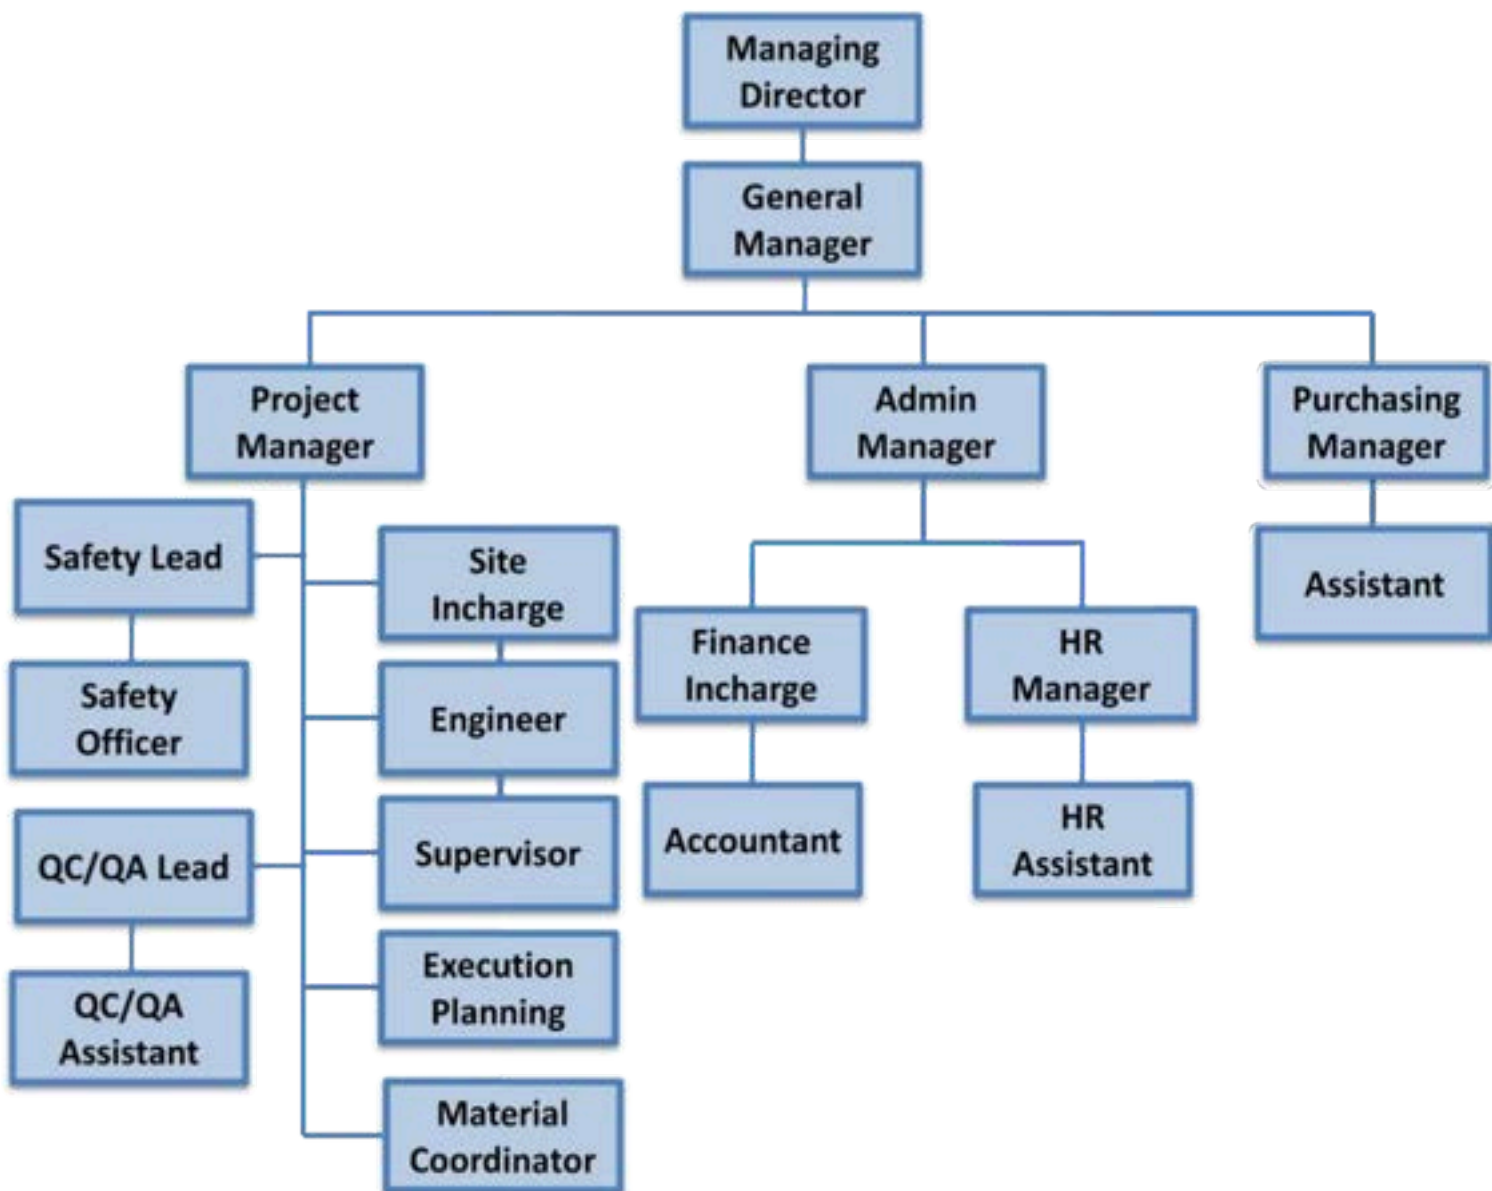 Managing
Director
General
Manager
Project
Manager
Admin
Manager
Purchasing
Manager
Safety Lead
Safety
Officer
QC/QA Lead
QC/QA
Assistant
Site
Incharge
Engineer
Supervisor
Execution
Planning
Material
Coordinator
Finance
Incharge
Accountant
HR
Manager
HR
Assistant
Assistant